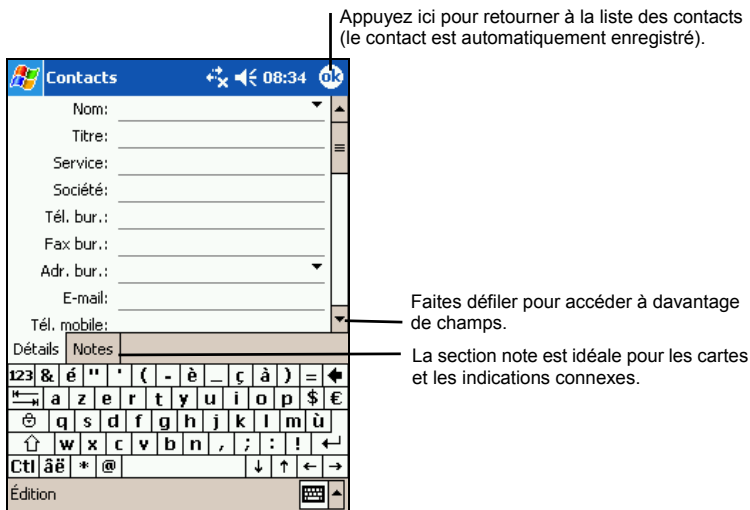 Appuyez ici pour retourner à la liste des contacts
(le contact est automatiquement enregistré).
Contacts 08:34 ok
Nom:
Titre:
Service:
Société:
Tél. bur.:
Fax bur.:
Adr. bur.:
E-mail:
Tél. mobile:
Faites défiler pour accéder à davantage
de champs.
Détails Notes
La section note est idéale pour les cartes
et les indications connexes.
123 & é " ' ( - è _ ç à ) =
a z e r t y u i o p $ €
q s d f g h j k l m ù
w x c v b n , ; : !
Ctl âë * @ ↓ ↑ ← →
Édition